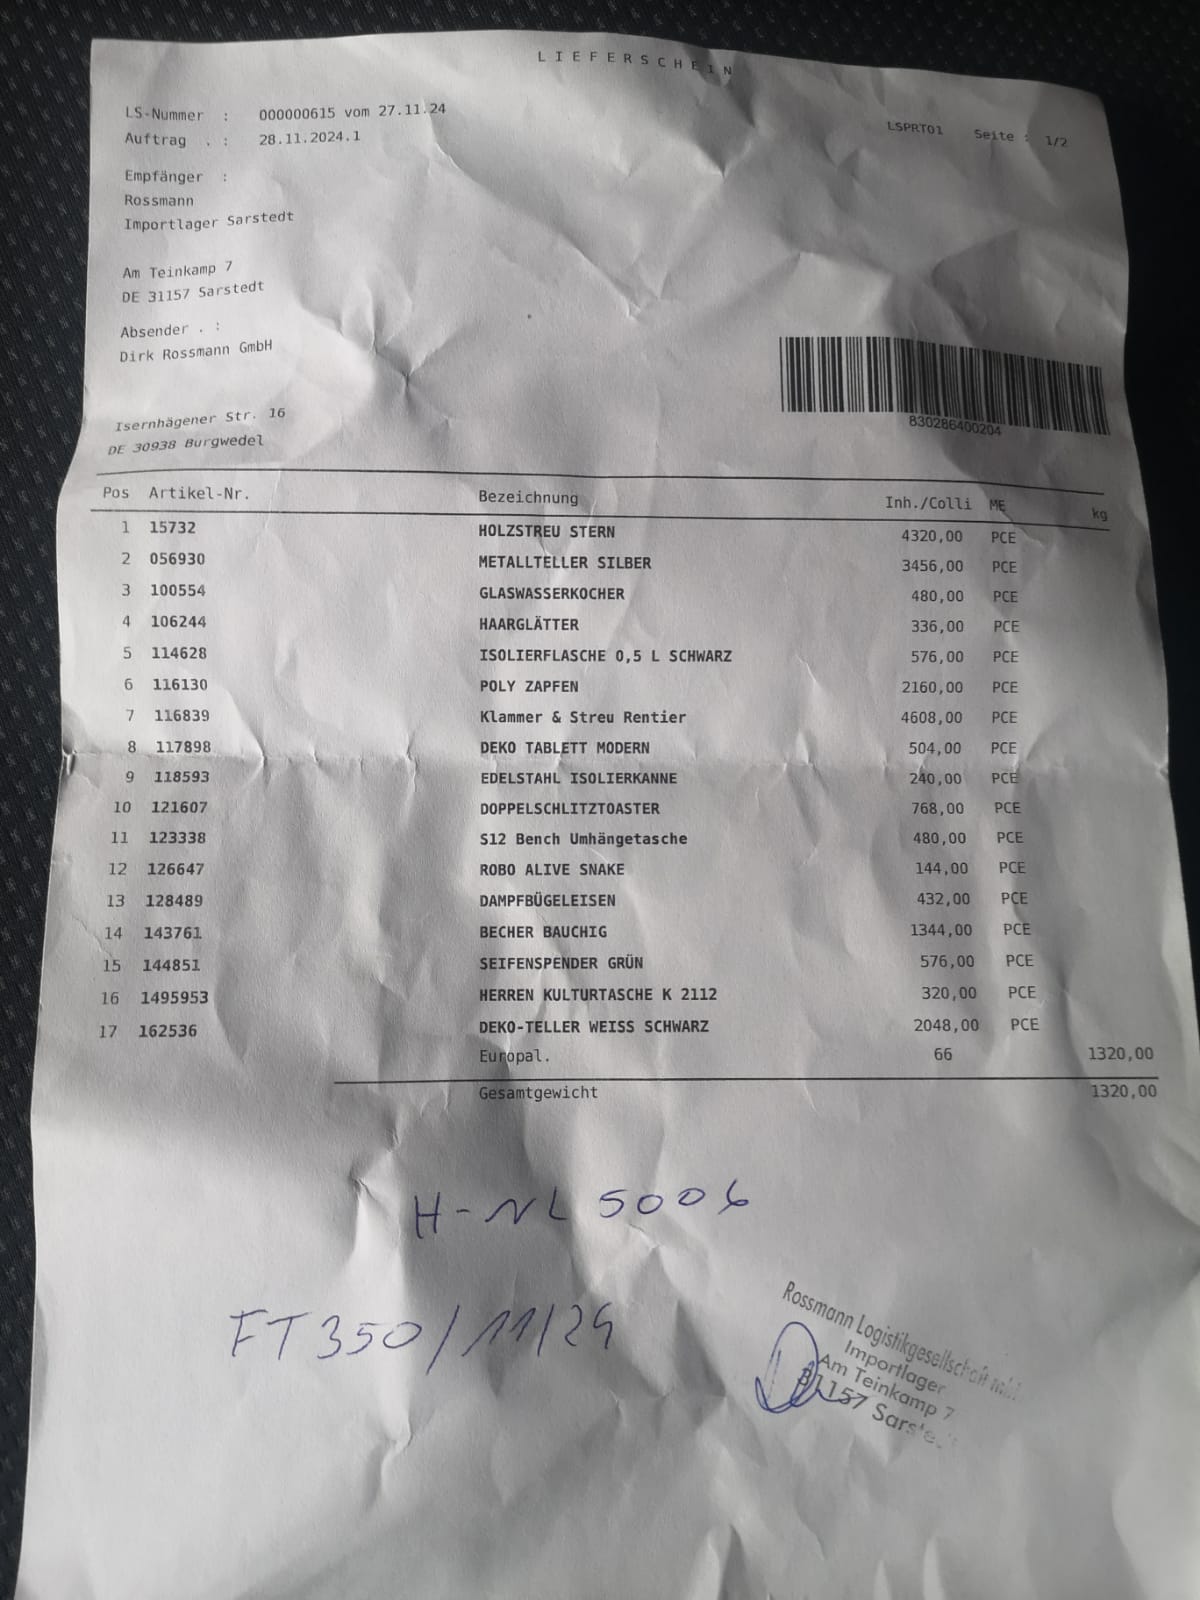 LIEFERSCHEIN
LS-Nummer : 000000615 vom 27.11.24
Auftrag . : 28.11.2024.1
LSPRT01 Seite : 1/2
Empfänger :
Rossmann
Importlager Sarstedt
Am Teinkamp 7
DE 31157 Sarstedt
Absender . :
Dirk Rossmann GmbH
Isernhägener Str. 16
DE 30938 Burgwedel
830286400204
Pos Artikel-Nr. Bezeichnung Inh./Colli ME kg
1 15732 HOLZSTREU STERN 4320,00 PCE
2 056930 METALLTELLER SILBER 3456,00 PCE
3 100554 GLASWASSERKOCHER 480,00 PCE
4 106244 HAARGLÄTTER 336,00 PCE
5 114628 ISOLIERFLASCHE 0,5 L SCHWARZ 576,00 PCE
6 116130 POLY ZAPFEN 2160,00 PCE
7 116839 Klammer & Streu Rentier 4608,00 PCE
8 117898 DEKO TABLETT MODERN 504,00 PCE
9 118593 EDELSTAHL ISOLIERKANNE 240,00 PCE
10 121607 DOPPELSCHLITZTOASTER 768,00 PCE
11 123338 S12 Bench Umhängetasche 480,00 PCE
12 126647 ROBO ALIVE SNAKE 144,00 PCE
13 128489 DAMPFBÜGELEISEN 432,00 PCE
14 143761 BECHER BAUCHIG 1344,00 PCE
15 144851 SEIFENSPENDER GRÜN 576,00 PCE
16 1495953 HERREN KULTURTASCHE K 2112 320,00 PCE
17 162536 DEKO-TELLER WEISS SCHWARZ 2048,00 PCE
Europal. 66 1320,00
Gesamtgewicht 1320,00
H-NL 5006
FT350/11/24
Rossmann Logistikgesellschaft
Importlager
Am Teinkamp 7
31157 Sarstedt